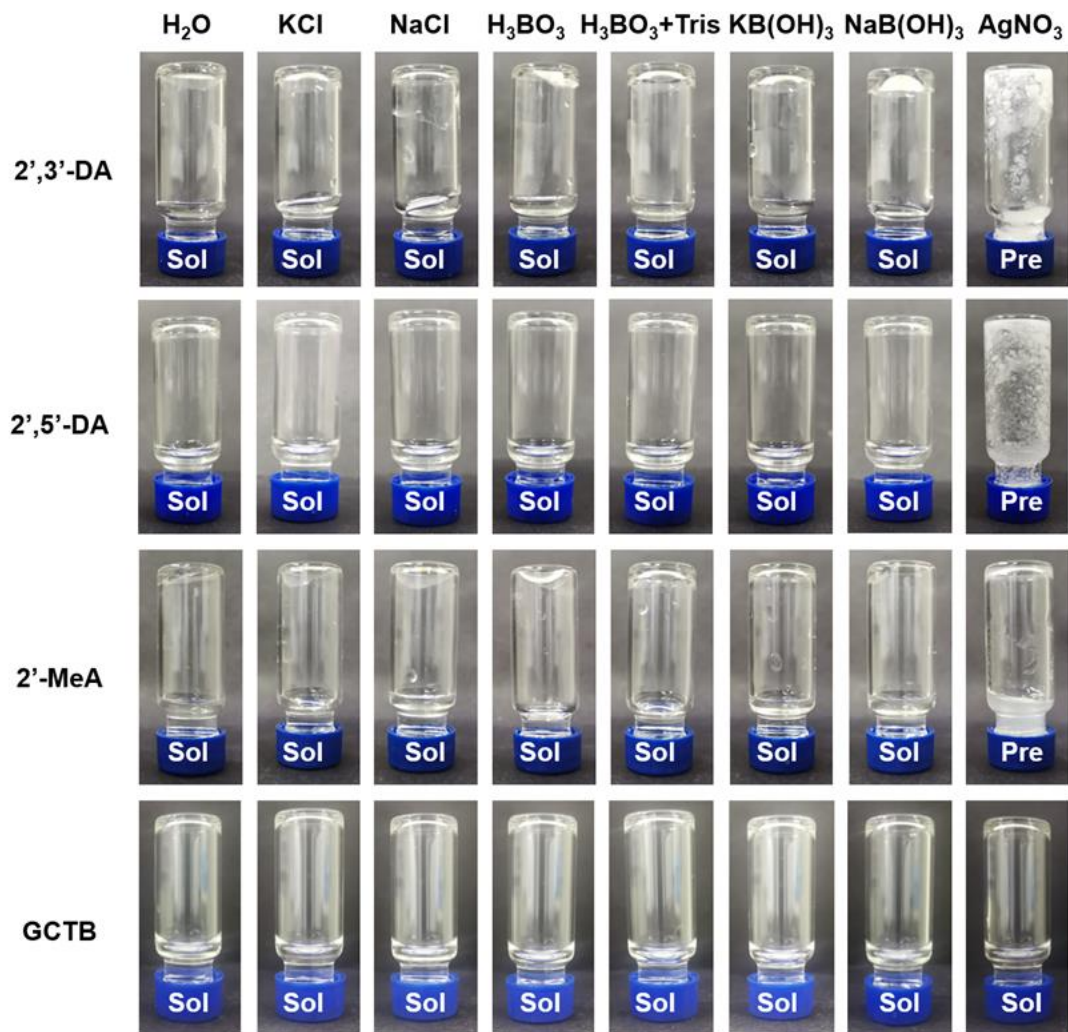 H₂O KCl NaCl H₃BO₃ H₃BO₃+Tris KB(OH)₃ NaB(OH)₃ AgNO₃
2',3'-DA
Sol Sol Sol Sol Sol Sol Sol Pre
2',5'-DA
Sol Sol Sol Sol Sol Sol Sol Pre
2'-MeA
Sol Sol Sol Sol Sol Sol Sol Pre
GCTB
Sol Sol Sol Sol Sol Sol Sol Sol